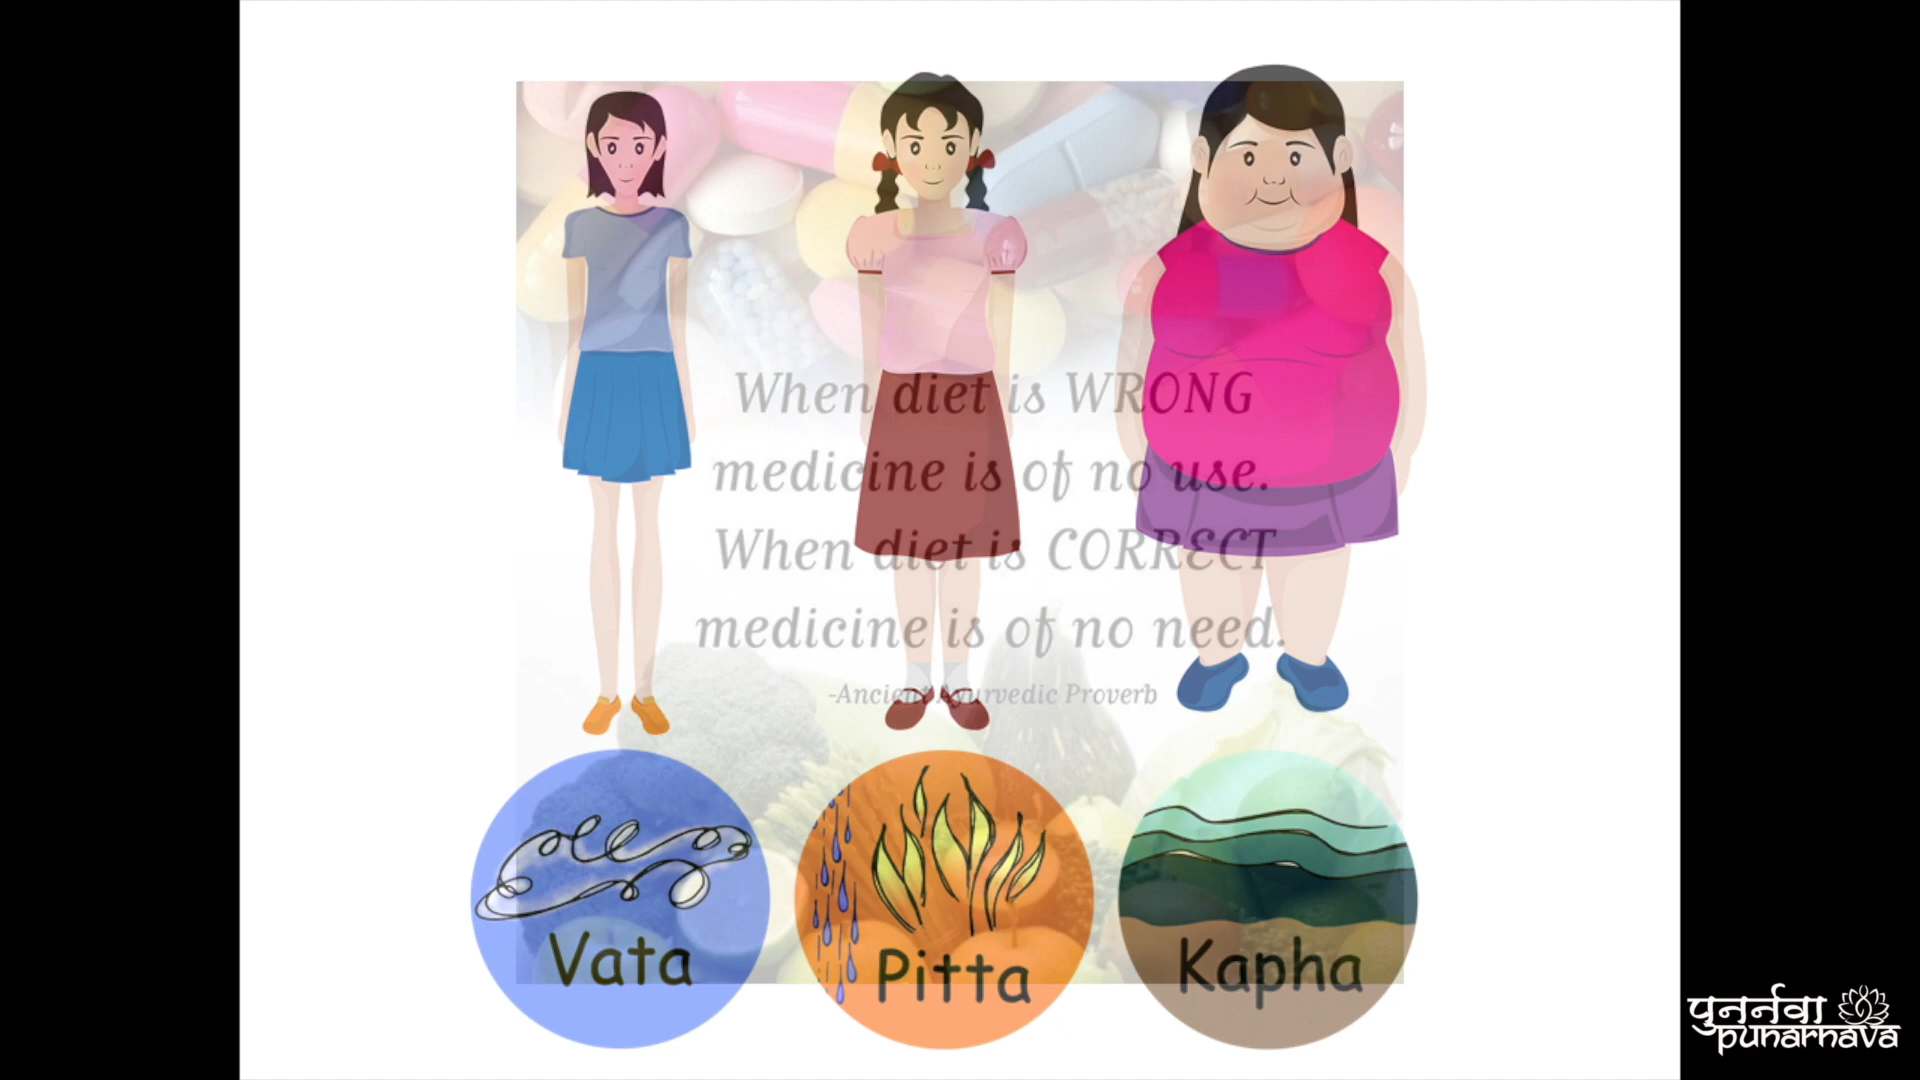 When diet is WRONG
medicine is of no use.
When diet is CORRECT
medicine is of no need.
-Ancient Ayurvedic Proverb
Vata
Pitta
Kapha
पुनर्नवा
punarnava